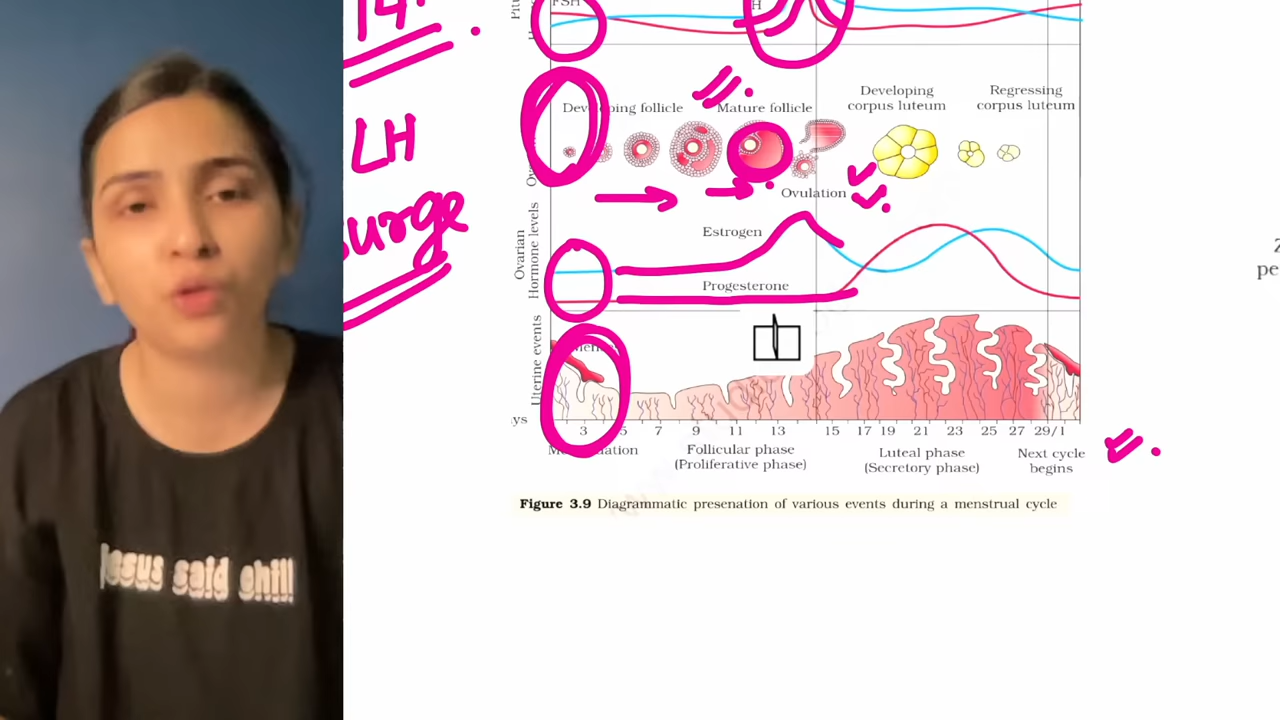 14.
FSH
LH
surge
Developing follicle
Mature follicle
Developing
corpus luteum
Regressing
corpus luteum
Ovulation
Ovarian
Hormone levels
Estrogen
Progesterone
Uterine events
3 5 7 9 11 13 15 17 19 21 23 25 27 29/1
Follicular phase
(Proliferative phase)
Luteal phase
(Secretory phase)
Next cycle
begins
Figure 3.9 Diagrammatic presenation of various events during a menstrual cycle
Jesus said chill